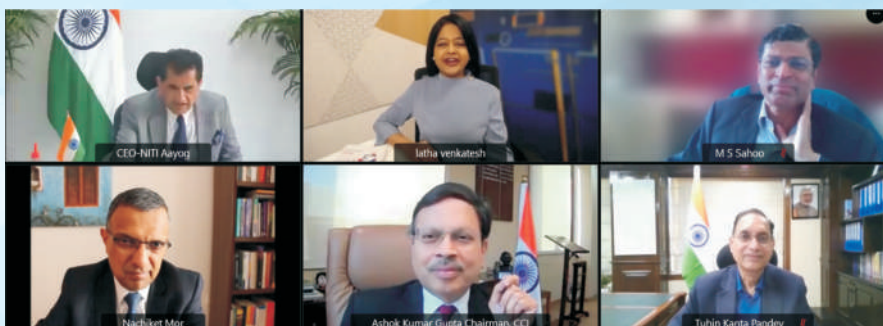 CEO-NITI Aayog
latha venkatesh
M S Sahoo
Nachiket Mor
Ashok Kumar Gupta Chairman, CCI
Tuhin Kanta Pandey